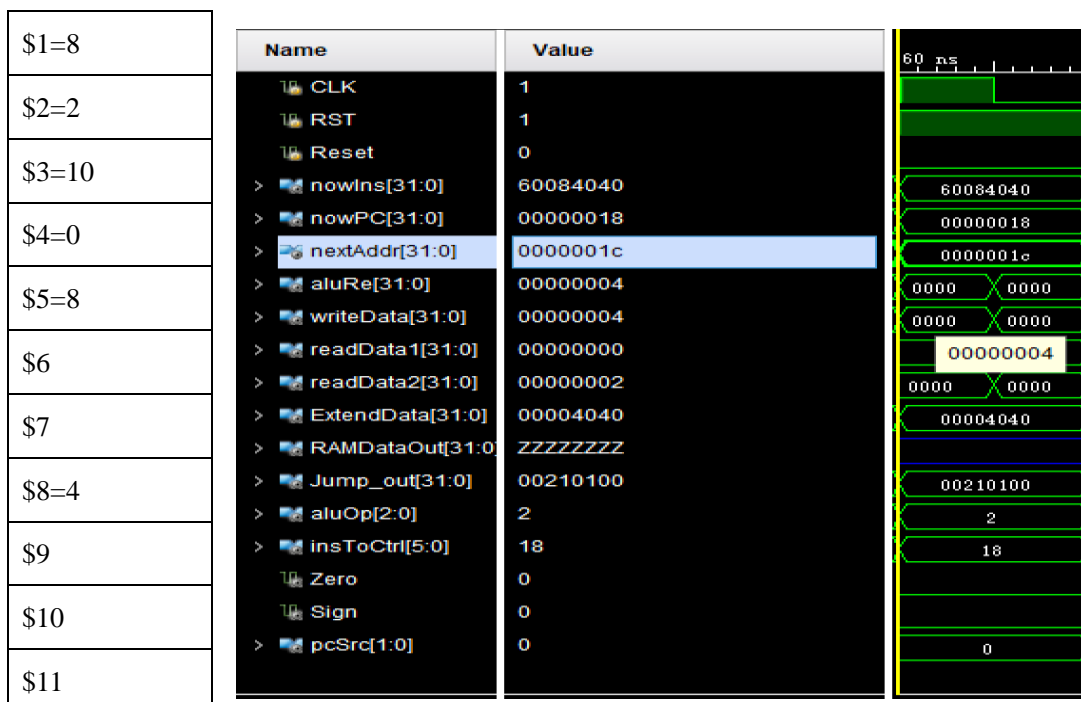 $1=8
$2=2
$3=10
$4=0
$5=8
$6
$7
$8=4
$9
$10
$11
Name Value 60 ns
CLK 1
RST 1
Reset 0
> nowIns[31:0] 60084040 60084040
> nowPC[31:0] 00000018 00000018
> nextAddr[31:0] 0000001c 0000001c
> aluRe[31:0] 00000004 0000 0000
> writeData[31:0] 00000004 0000 0000
> readData1[31:0] 00000000 00000004
> readData2[31:0] 00000002 0000 0000
> ExtendData[31:0] 00004040 00004040
> RAMDataOut[31:0] ZZZZZZZZ
> Jump_out[31:0] 00210100 00210100
> aluOp[2:0] 2 2
> insToCtrl[5:0] 18 18
Zero 0
Sign 0
> pcSrc[1:0] 0 0